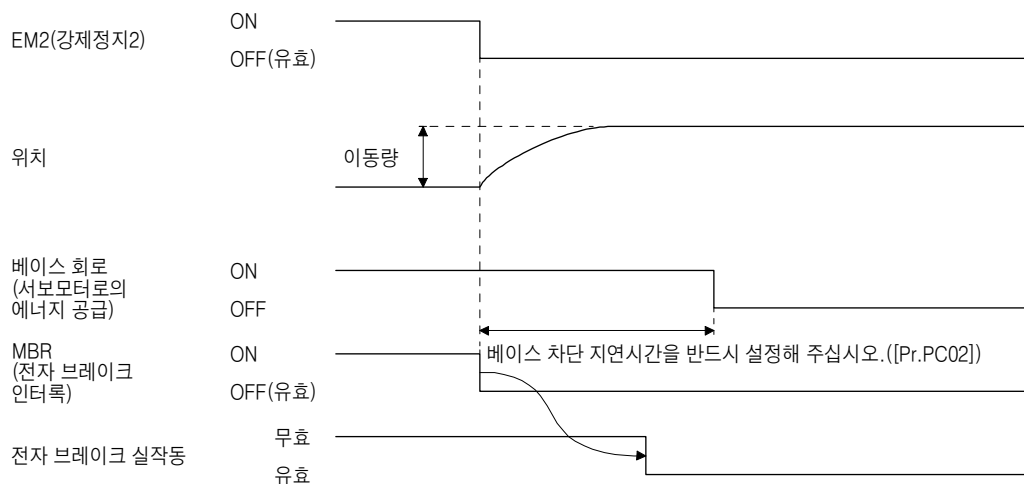 EM2(강제정지2)
ON
OFF(유효)
위치
이동량
베이스 회로
(서보모터로의
에너지 공급)
ON
OFF
베이스 차단 지연시간을 반드시 설정해 주십시오.([Pr.PC02])
MBR
(전자 브레이크
인터록)
ON
OFF(유효)
전자 브레이크 실작동
무효
유효